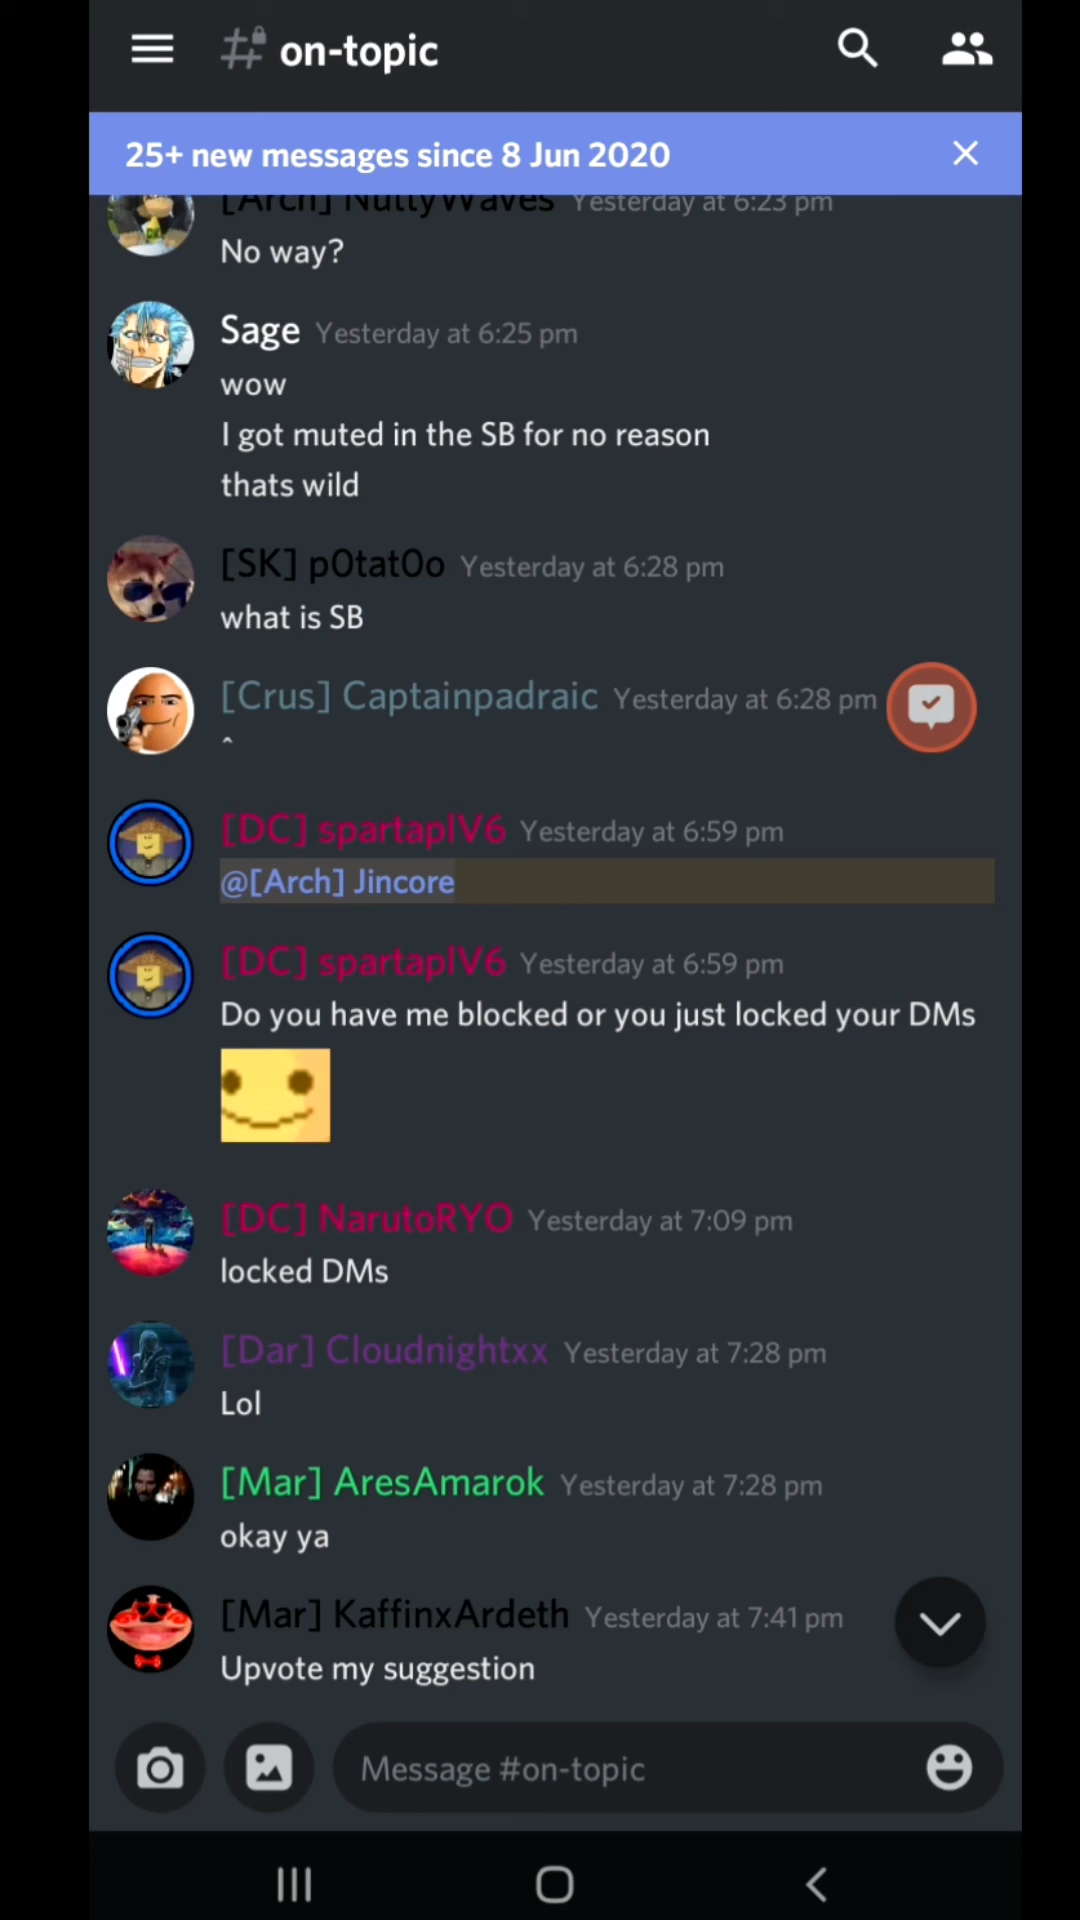 on-topic
25+ new messages since 8 Jun 2020
[Arch] NuttyWaves Yesterday at 6:23 pm
No way?
Sage Yesterday at 6:25 pm
wow
I got muted in the SB for no reason
thats wild
[SK] p0tat0o Yesterday at 6:28 pm
what is SB
[Crus] Captainpadraic Yesterday at 6:28 pm
^
[DC] spartaplV6 Yesterday at 6:59 pm
@[Arch] Jincore
[DC] spartaplV6 Yesterday at 6:59 pm
Do you have me blocked or you just locked your DMs
[DC] NarutoRYO Yesterday at 7:09 pm
locked DMs
[Dar] Cloudnightxx Yesterday at 7:28 pm
Lol
[Mar] AresAmarok Yesterday at 7:28 pm
okay ya
[Mar] KaffinxArdeth Yesterday at 7:41 pm
Upvote my suggestion
Message #on-topic